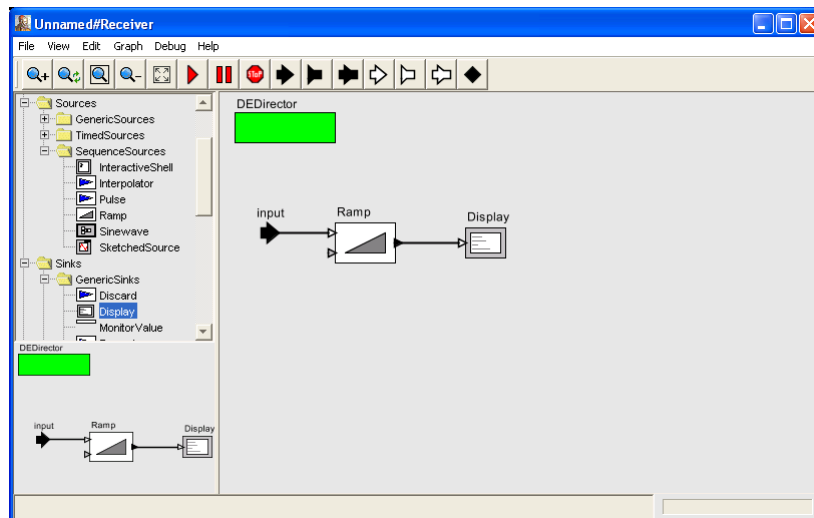 Unnamed#Receiver
File View Edit Graph Debug Help
STOP
Sources
GenericSources
TimedSources
SequenceSources
InteractiveShell
Interpolator
Pulse
Ramp
Sinewave
SketchedSource
Sinks
GenericSinks
Discard
Display
MonitorValue
DEDirector
input
Ramp
Display
DEDirector
input
Ramp
Display